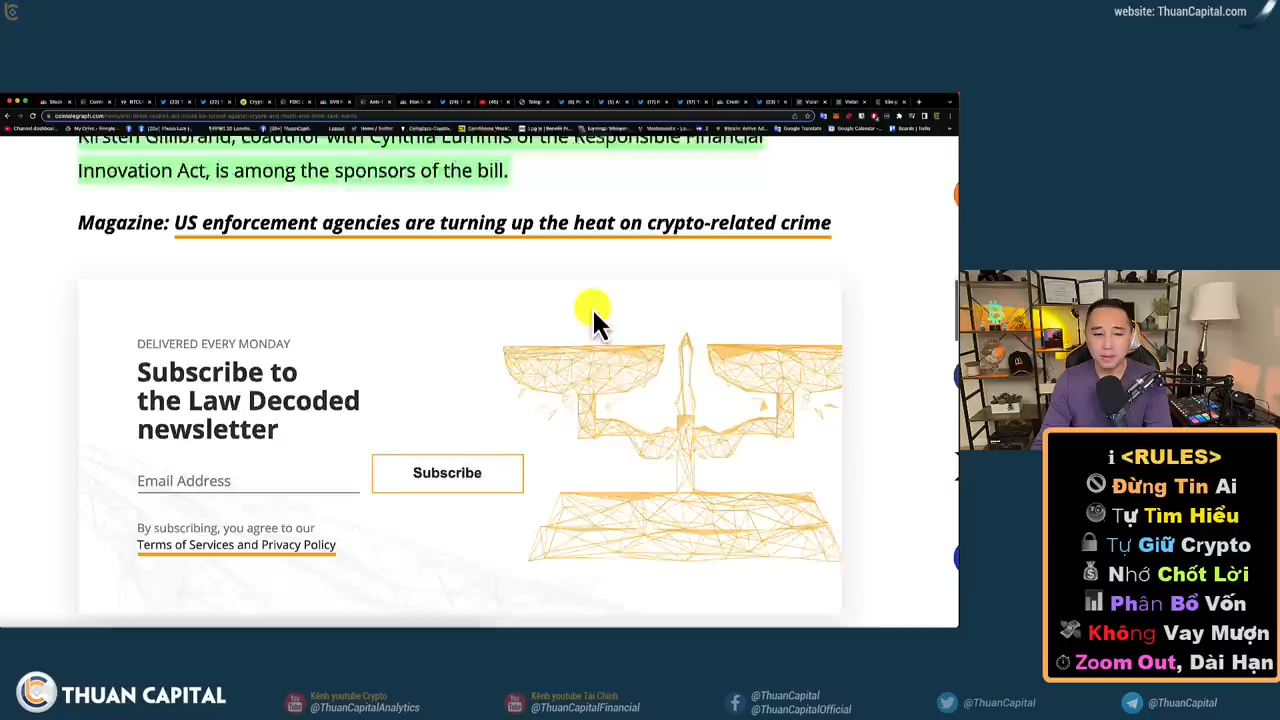 website: ThuanCapital.com
Kirsten Gillibrand, coauthor with Cynthia Lummis of the Responsible Financial
Innovation Act, is among the sponsors of the bill.
Magazine: US enforcement agencies are turning up the heat on crypto-related crime
DELIVERED EVERY MONDAY
Subscribe to
the Law Decoded
newsletter
Email Address
Subscribe
By subscribing, you agree to our
Terms of Services and Privacy Policy
<RULES>
Đừng Tin Ai
Tự Tìm Hiểu
Tự Giữ Crypto
Nhớ Chốt Lời
Phân Bổ Vốn
Không Vay Mượn
Zoom Out, Dài Hạn
THUAN CAPITAL
Kênh youtube Crypto
@ThuanCapitalAnalytics
Kênh youtube Tài Chính
@ThuanCapitalFinancial
@ThuanCapital
@ThuanCapitalOfficial
@ThuanCapital
@ThuanCapital